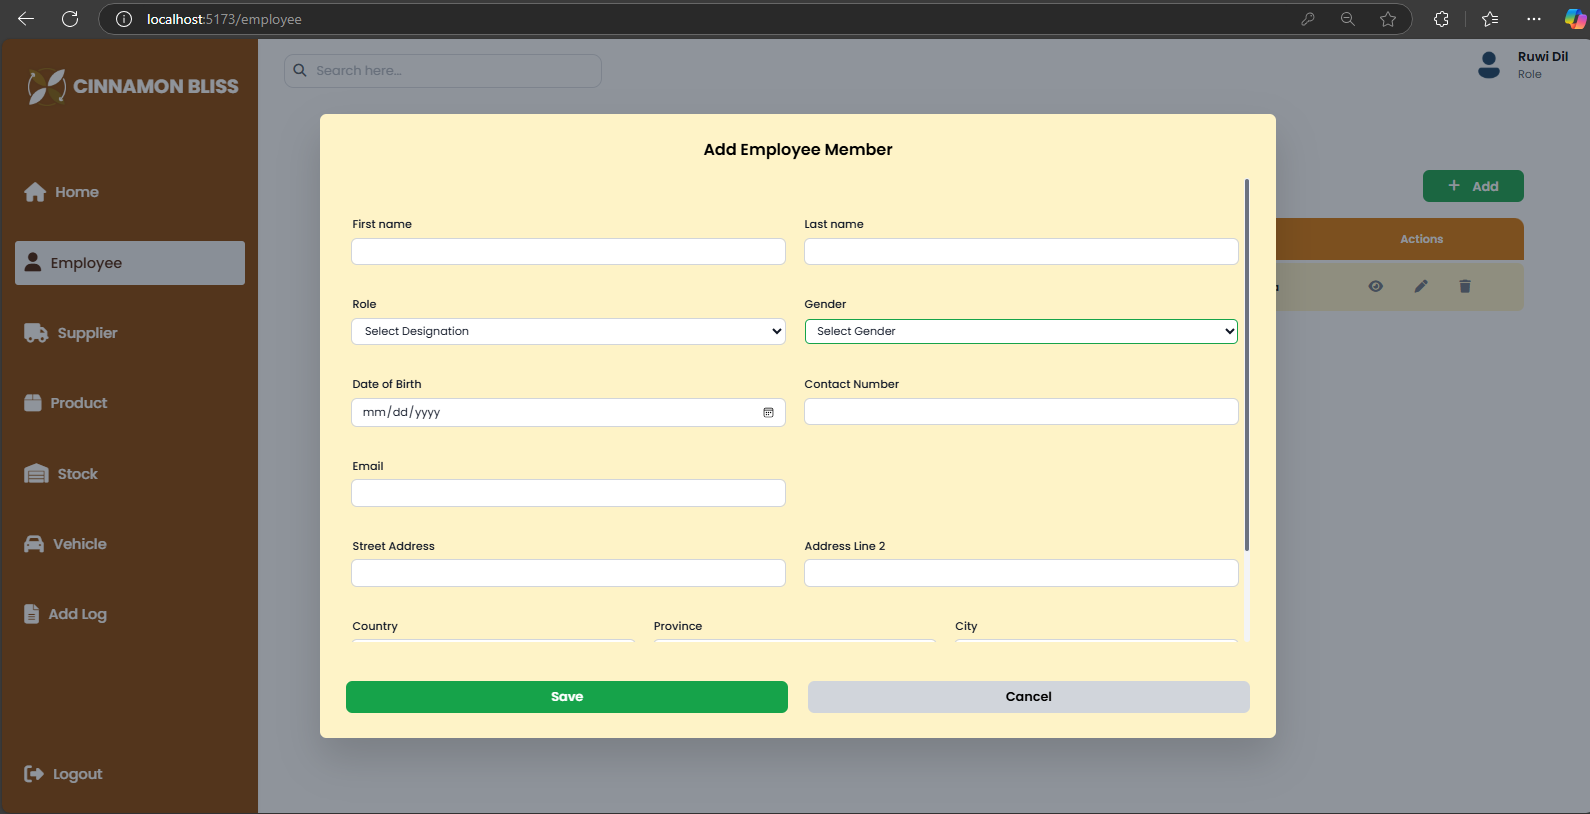 localhost:5173/employee
CINNAMON BLISS
Search here...
Ruwi Dil
Role
Home
Employee
Supplier
Product
Stock
Vehicle
Add Log
Logout
+ Add
Actions
Add Employee Member
First name
Last name
Role
Gender
Select Designation
Select Gender
Date of Birth
Contact Number
mm/dd/yyyy
Email
Street Address
Address Line 2
Country
Province
City
Save
Cancel